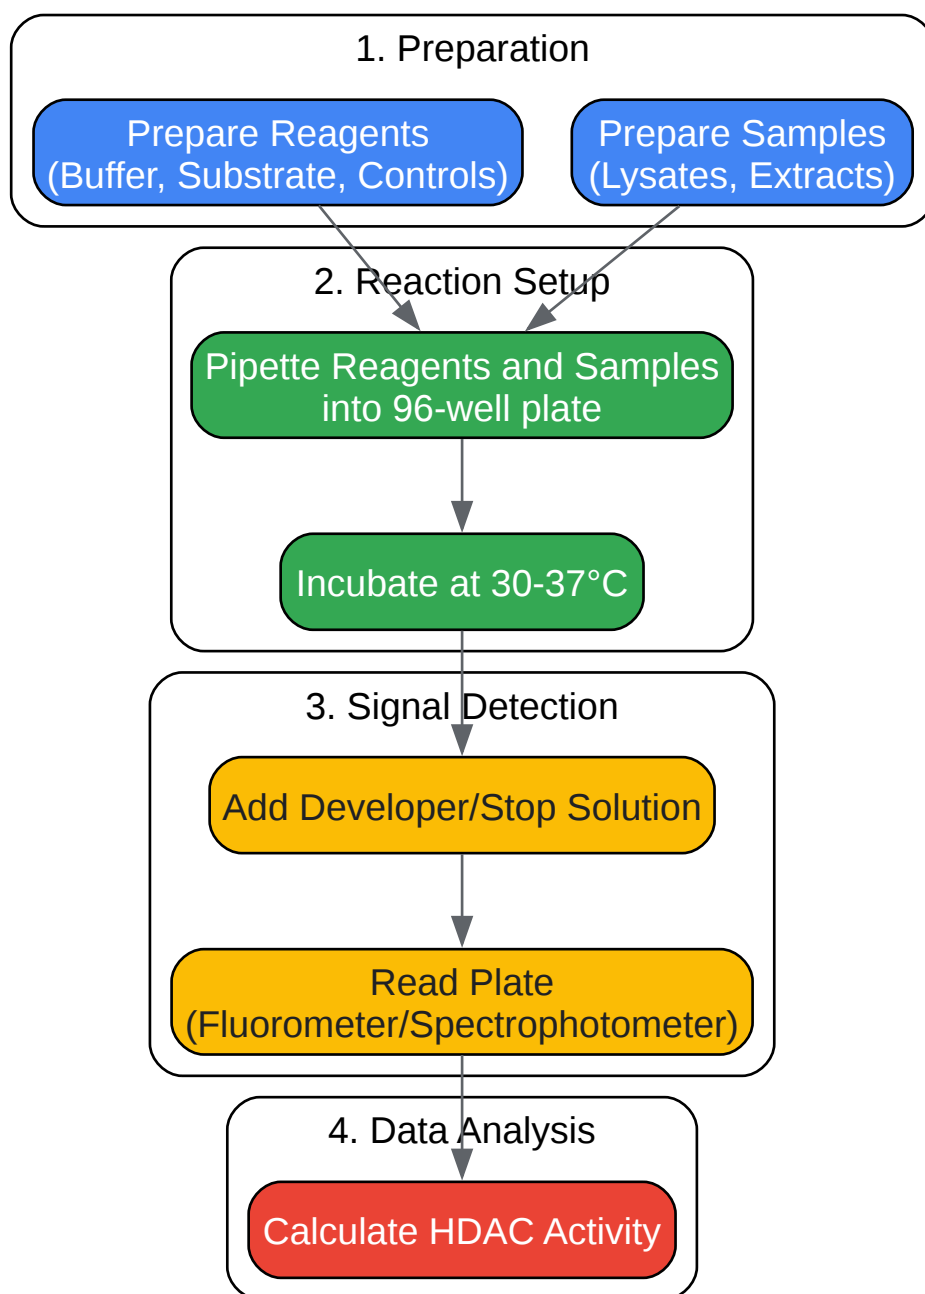 1. Preparation
Prepare Reagents
(Buffer, Substrate, Controls)
Prepare Samples
(Lysates, Extracts)
2. Reaction Setup
Pipette Reagents and Samples
into 96-well plate
Incubate at 30-37°C
3. Signal Detection
Add Developer/Stop Solution
Read Plate
(Fluorometer/Spectrophotometer)
4. Data Analysis
Calculate HDAC Activity